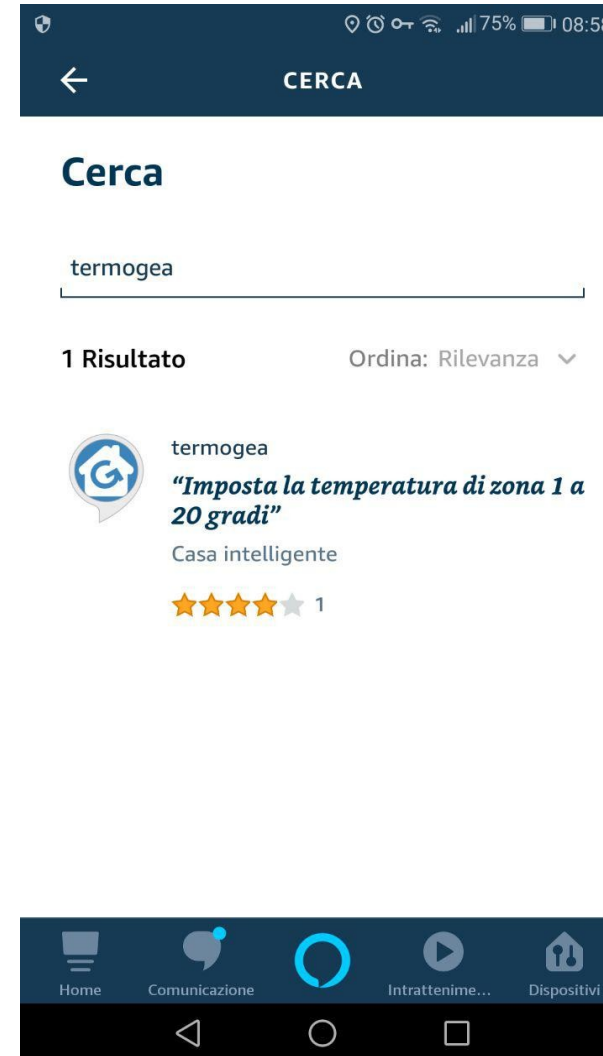 75% 08:58
CERCA
Cerca
termogea
1 Risultato
Ordina: Rilevanza
termogea
“Imposta la temperatura di zona 1 a
20 gradi”
Casa intelligente
1
Home
Comunicazione
Intrattenime...
Dispositivi